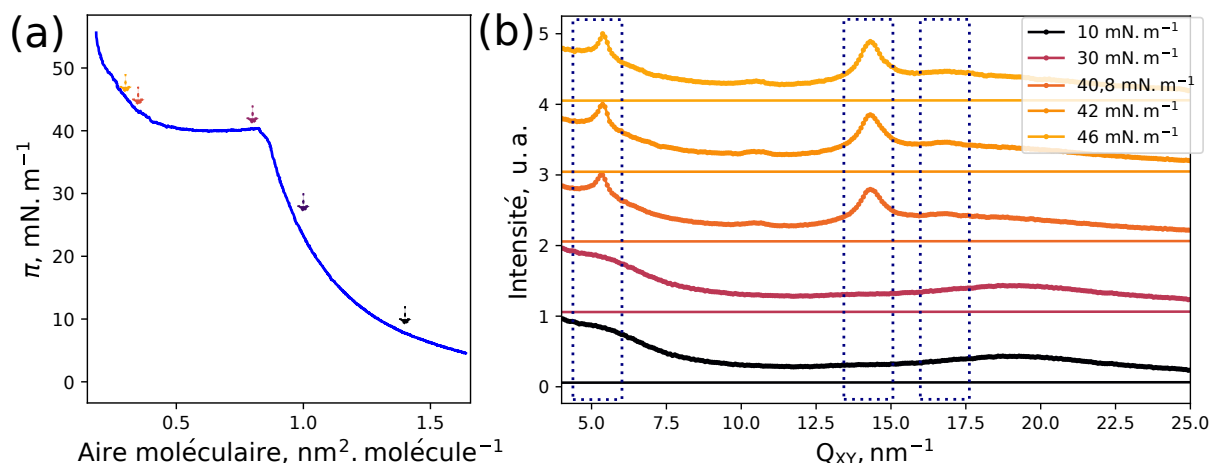 (a)
π, mN. m⁻¹
50
40
30
20
10
0
0.5
1.0
1.5
Aire moléculaire, nm². molécule⁻¹
(b)
Intensité, u. a.
5
4
3
2
1
0
5.0
7.5
10.0
12.5
15.0
17.5
20.0
22.5
25.0
Q_XY, nm⁻¹
10 mN. m⁻¹
30 mN. m⁻¹
40,8 mN. m⁻¹
42 mN. m⁻¹
46 mN. m⁻¹